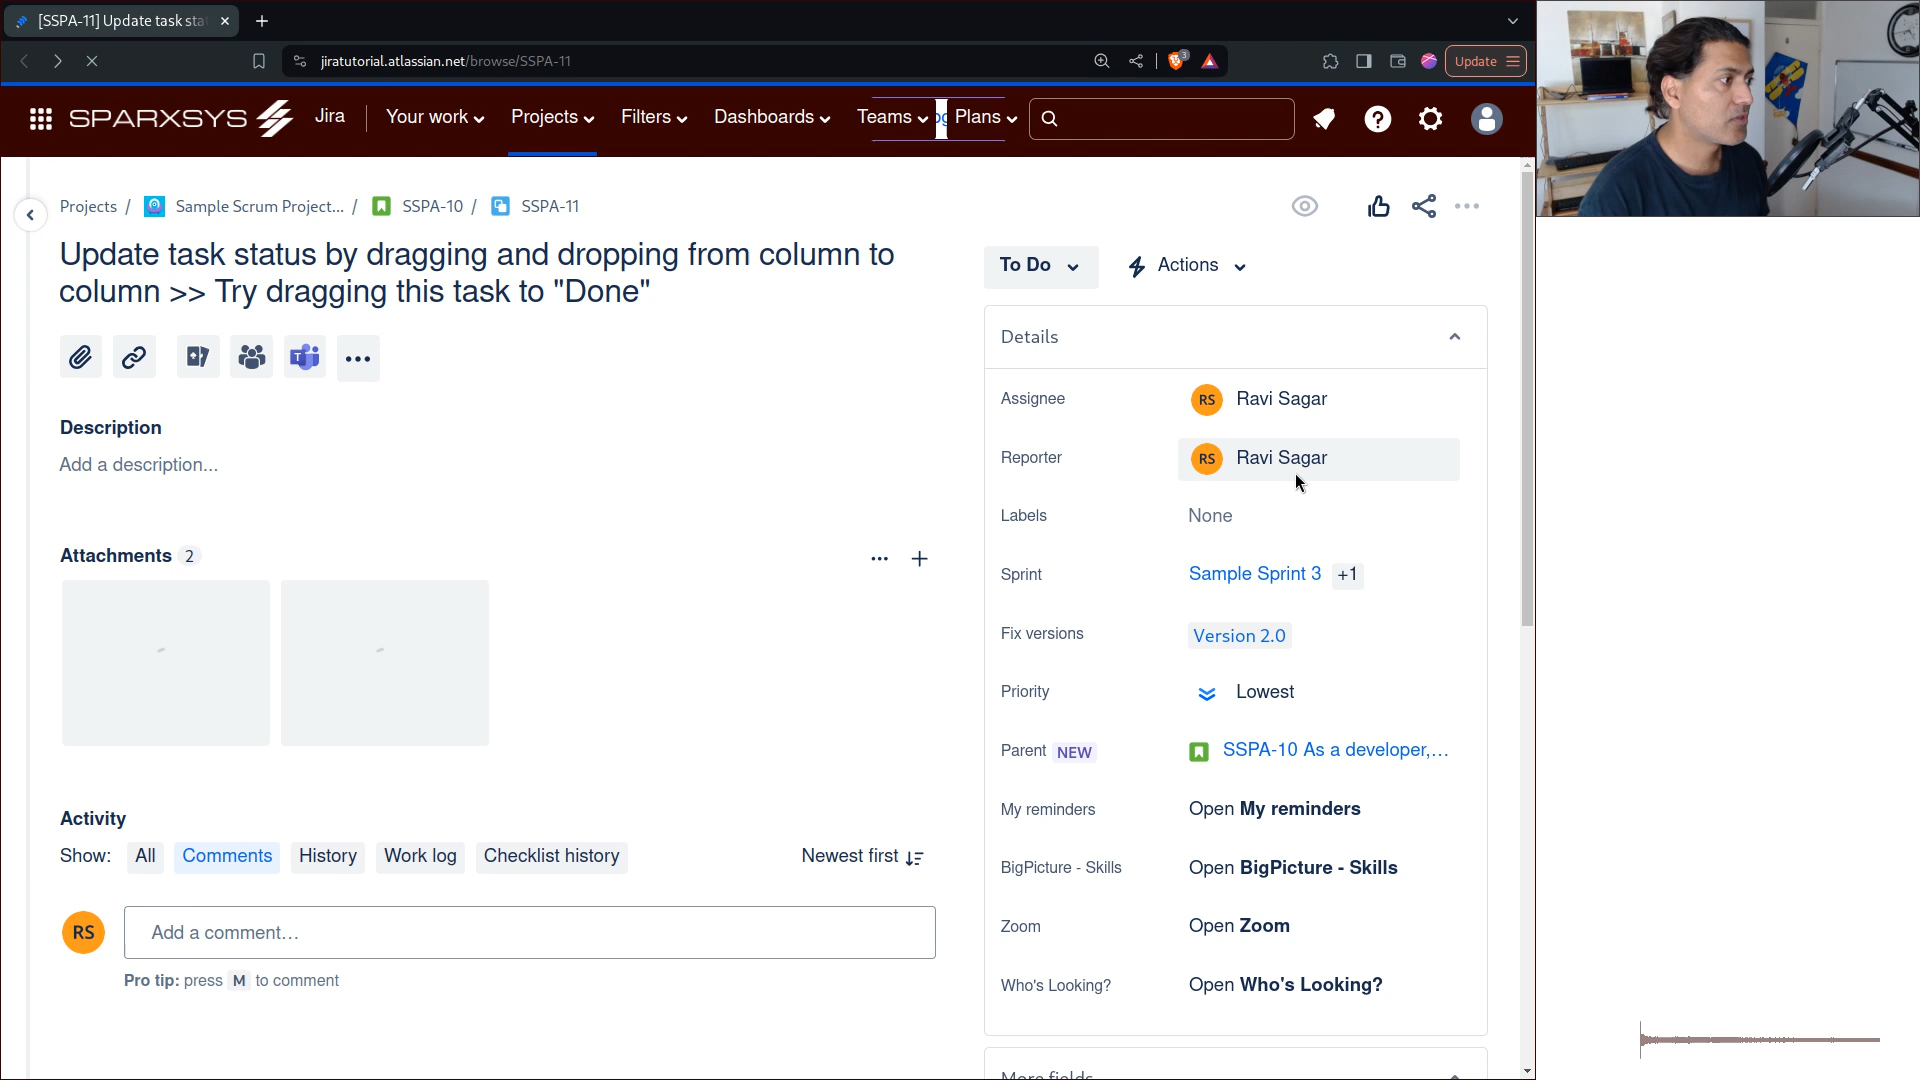 [SSPA-11] Update task sta
jiratutorial.atlassian.net/browse/SSPA-11
3
Update
SPARXSYS
Jira
Your work
Projects
Filters
Dashboards
Teams
Plans
Projects / Sample Scrum Project... / SSPA-10 / SSPA-11
Update task status by dragging and dropping from column to
column >> Try dragging this task to "Done"
To Do
Actions
Description
Add a description...
Attachments 2
Activity
Show: All Comments History Work log Checklist history
Newest first
RS
Add a comment…
Pro tip: press M to comment
Details
Assignee
RS Ravi Sagar
Reporter
RS Ravi Sagar
Labels
None
Sprint
Sample Sprint 3 +1
Fix versions
Version 2.0
Priority
Lowest
Parent NEW
SSPA-10 As a developer,…
My reminders
Open My reminders
BigPicture - Skills
Open BigPicture - Skills
Zoom
Open Zoom
Who's Looking?
Open Who's Looking?
More fields